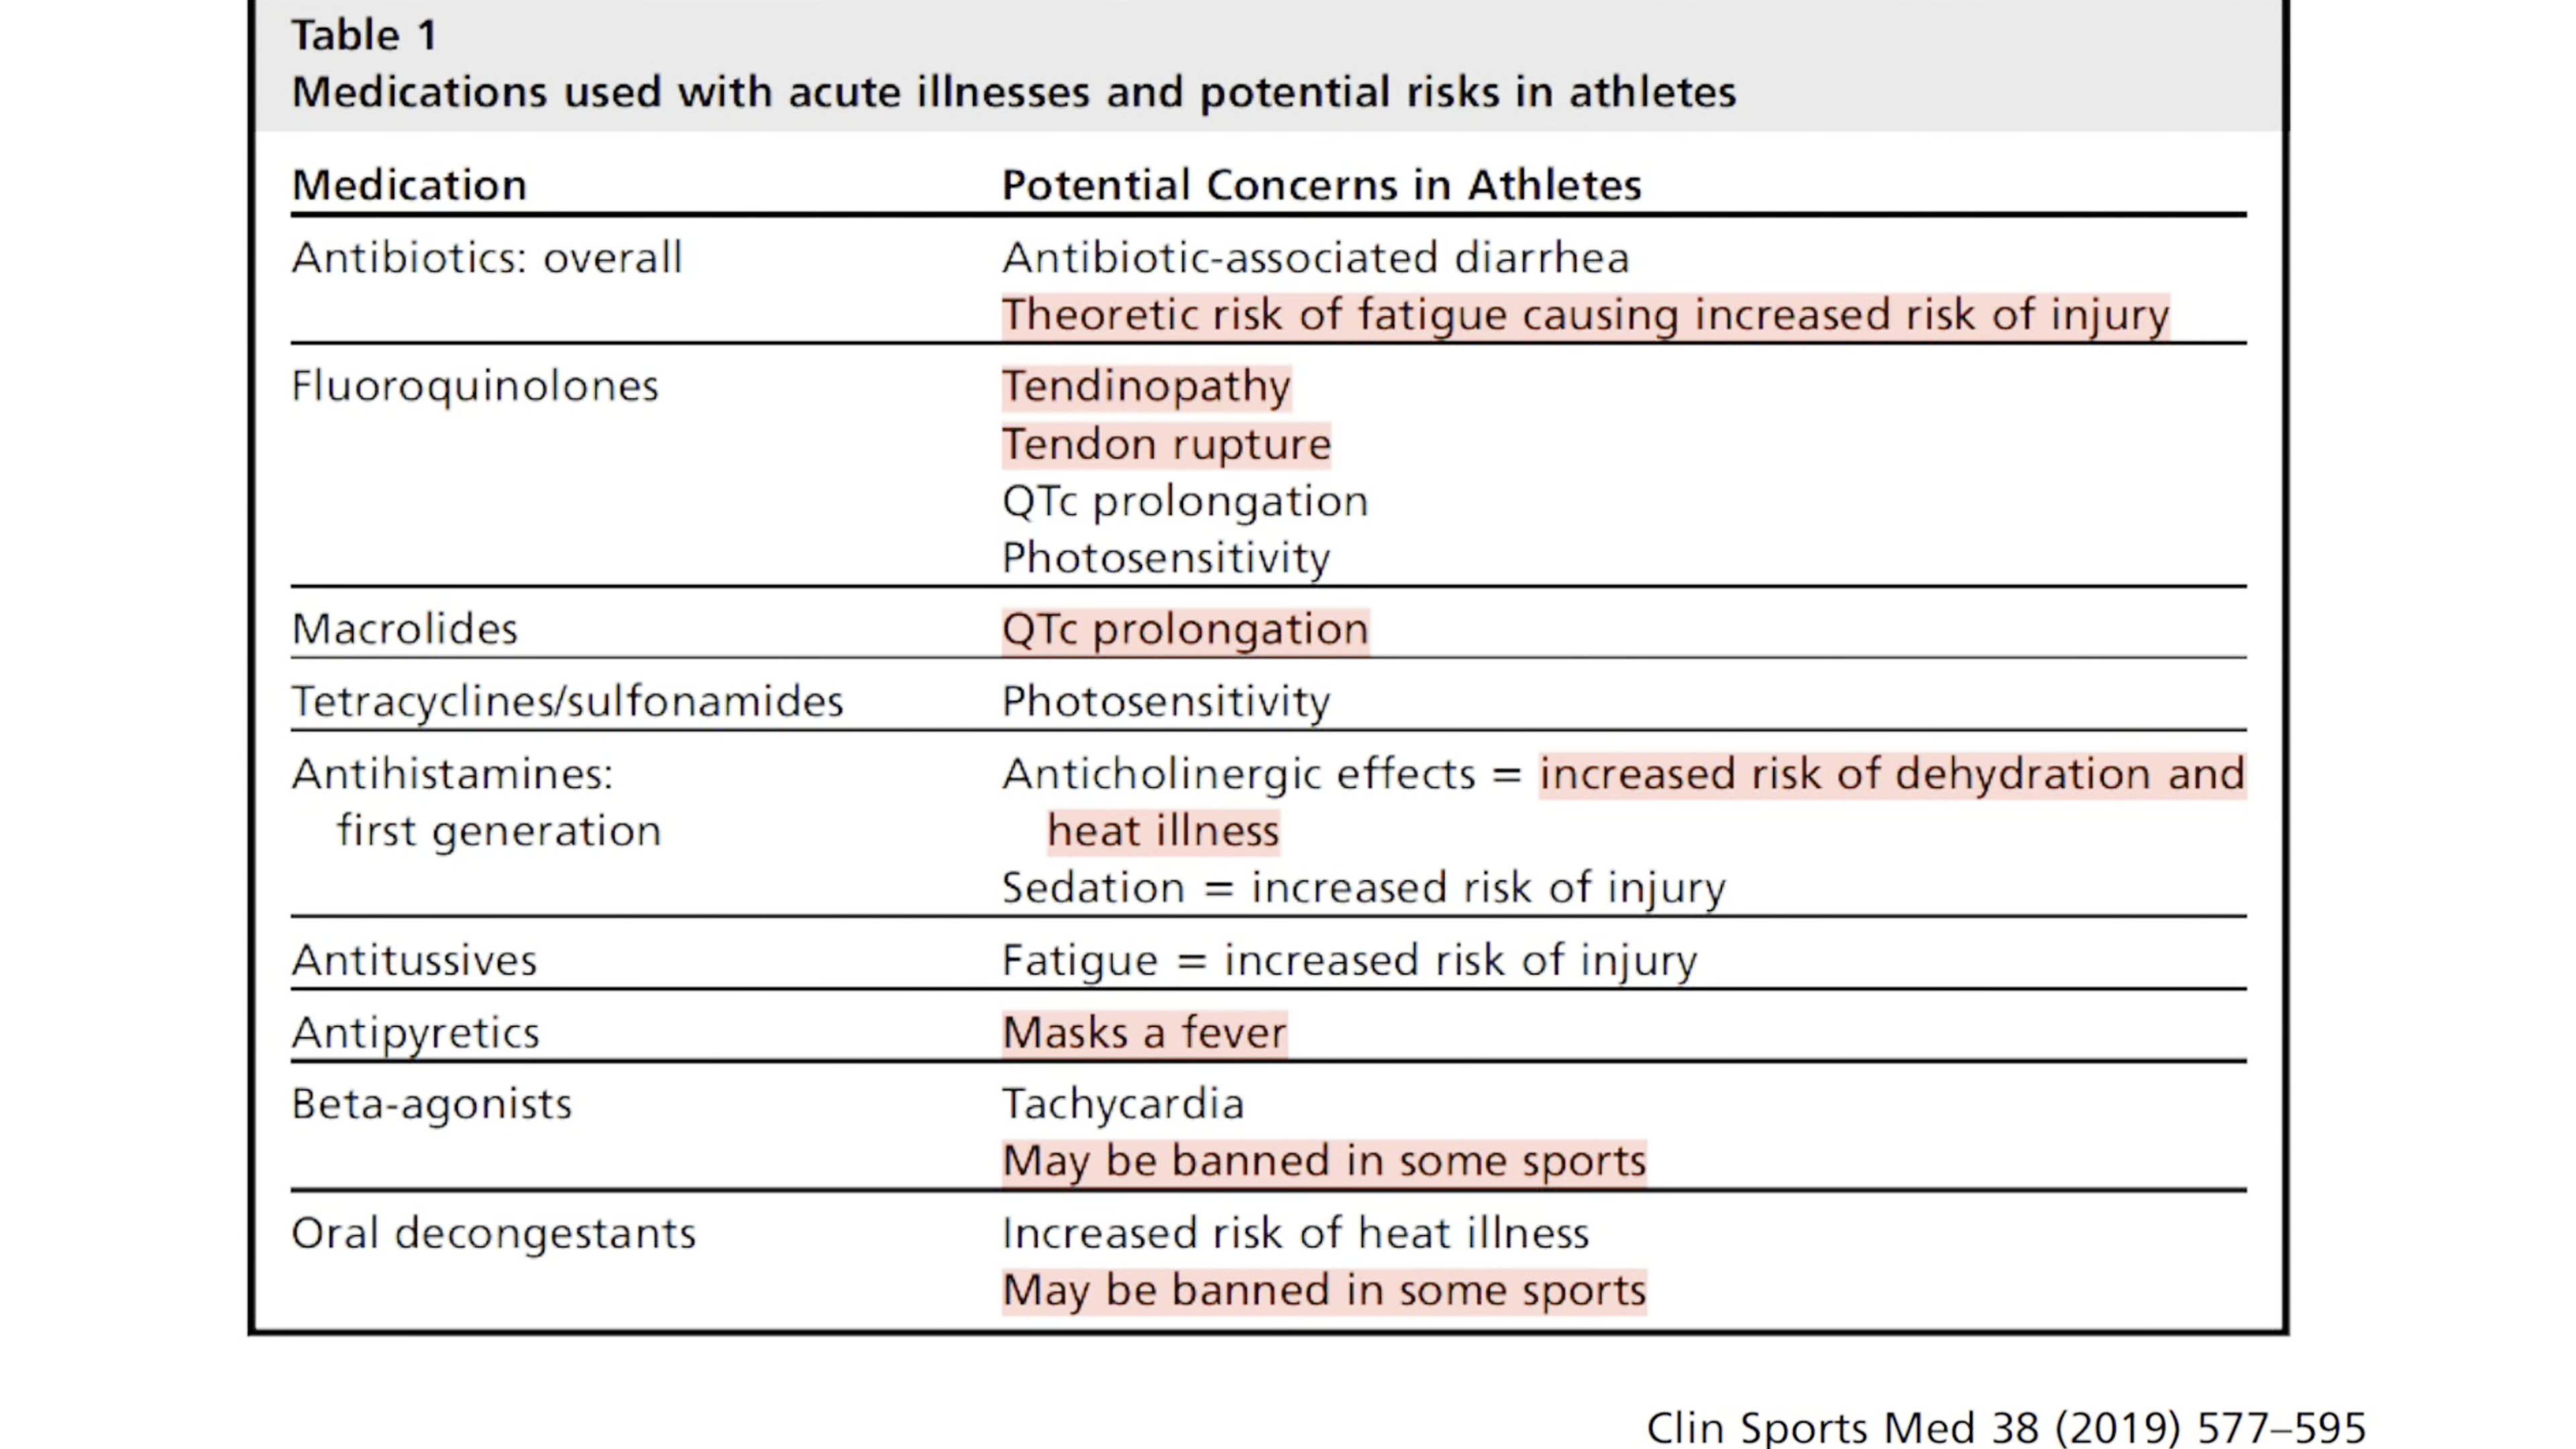 Table 1
Medications used with acute illnesses and potential risks in athletes
Medication Potential Concerns in Athletes
Antibiotics: overall Antibiotic-associated diarrhea
Theoretic risk of fatigue causing increased risk of injury
Fluoroquinolones Tendinopathy
Tendon rupture
QTc prolongation
Photosensitivity
Macrolides QTc prolongation
Tetracyclines/sulfonamides Photosensitivity
Antihistamines: Anticholinergic effects = increased risk of dehydration and
first generation heat illness
Sedation = increased risk of injury
Antitussives Fatigue = increased risk of injury
Antipyretics Masks a fever
Beta-agonists Tachycardia
May be banned in some sports
Oral decongestants Increased risk of heat illness
May be banned in some sports
Clin Sports Med 38 (2019) 577–595